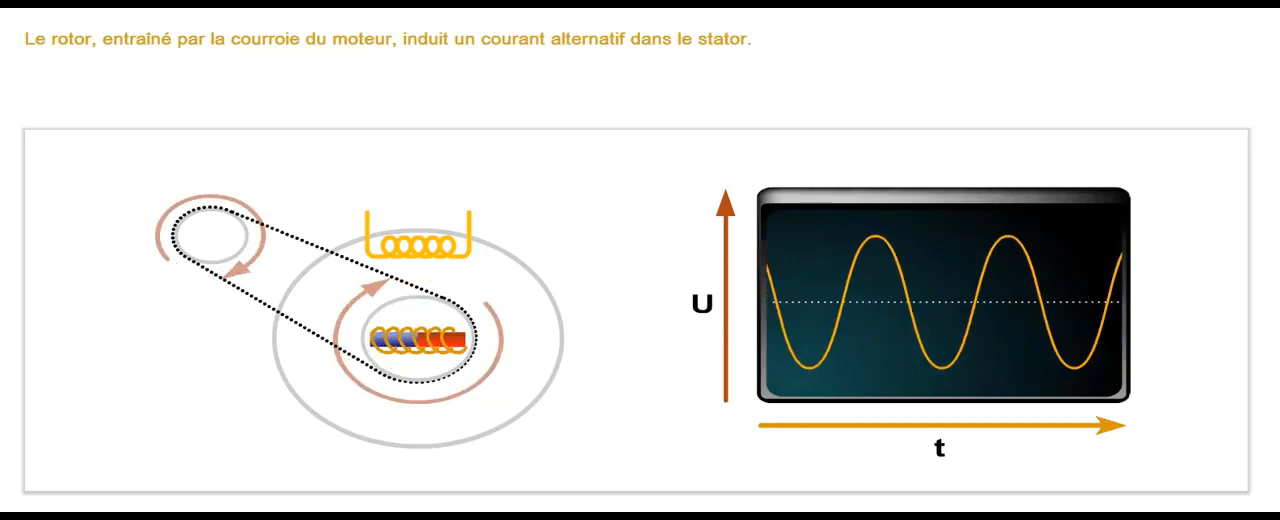 Le rotor, entraîné par la courroie du moteur, induit un courant alternatif dans le stator.
U
t